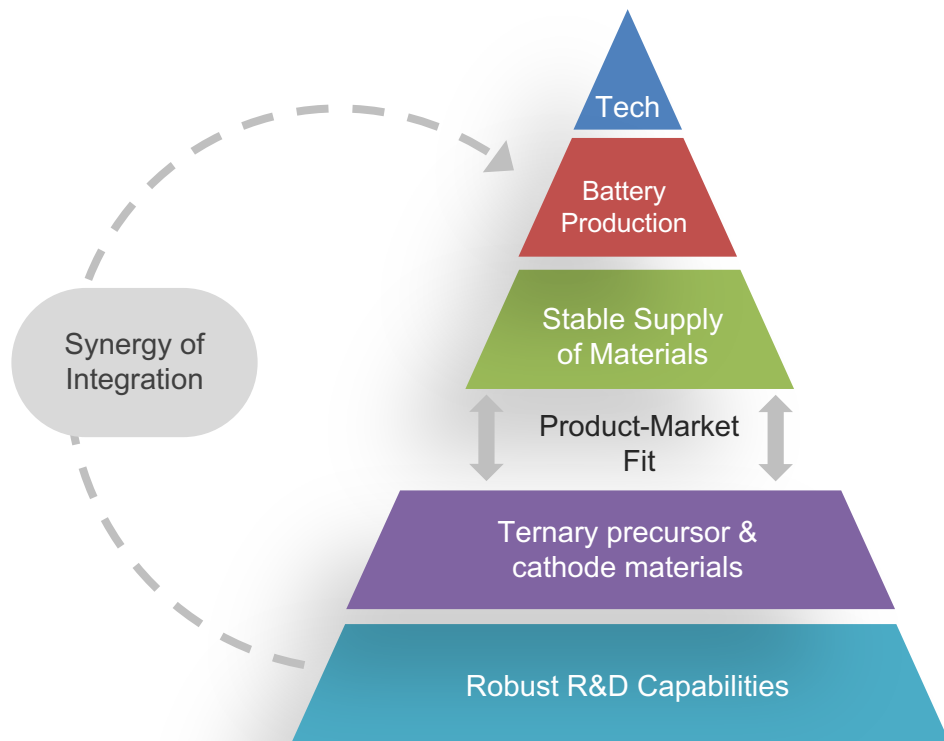 Tech
Battery
Production
Stable Supply
of Materials
Synergy of
Integration
Product-Market
Fit
Ternary precursor &
cathode materials
Robust R&D Capabilities